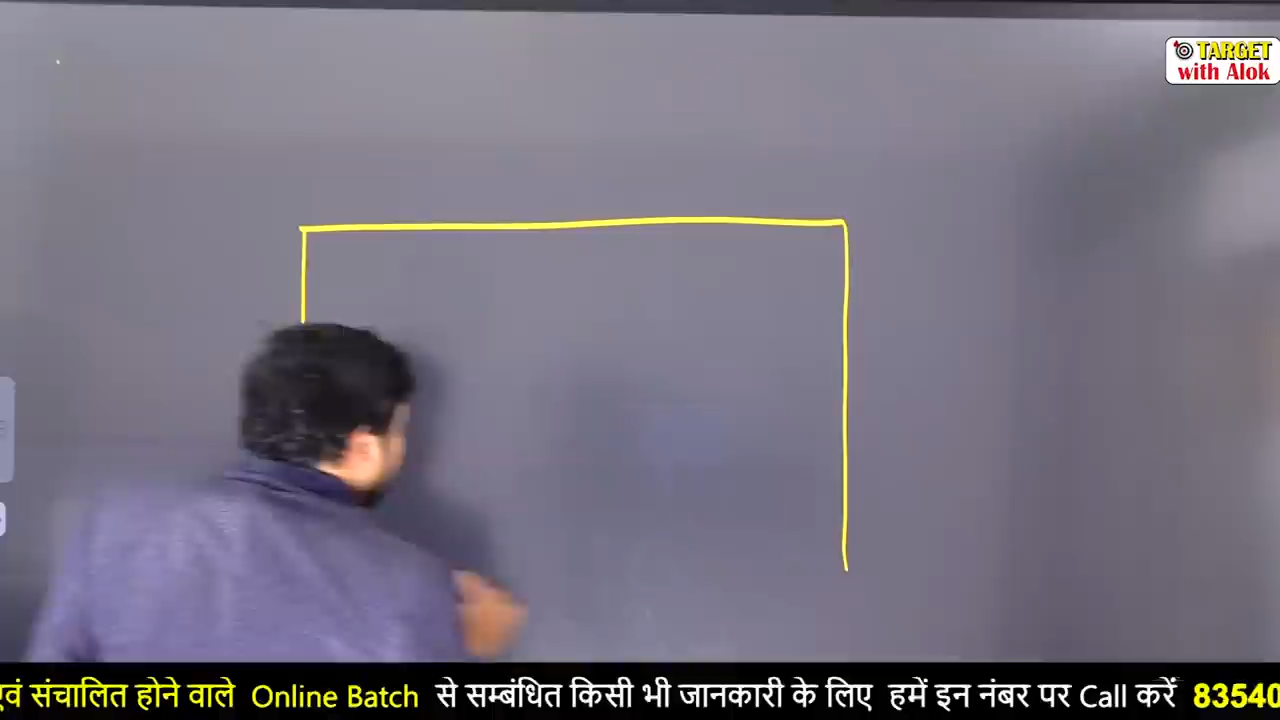 TARGET
with Alok
एवं संचालित होने वाले Online Batch से सम्बंधित किसी भी जानकारी के लिए हमें इन नंबर पर Call करें 83540